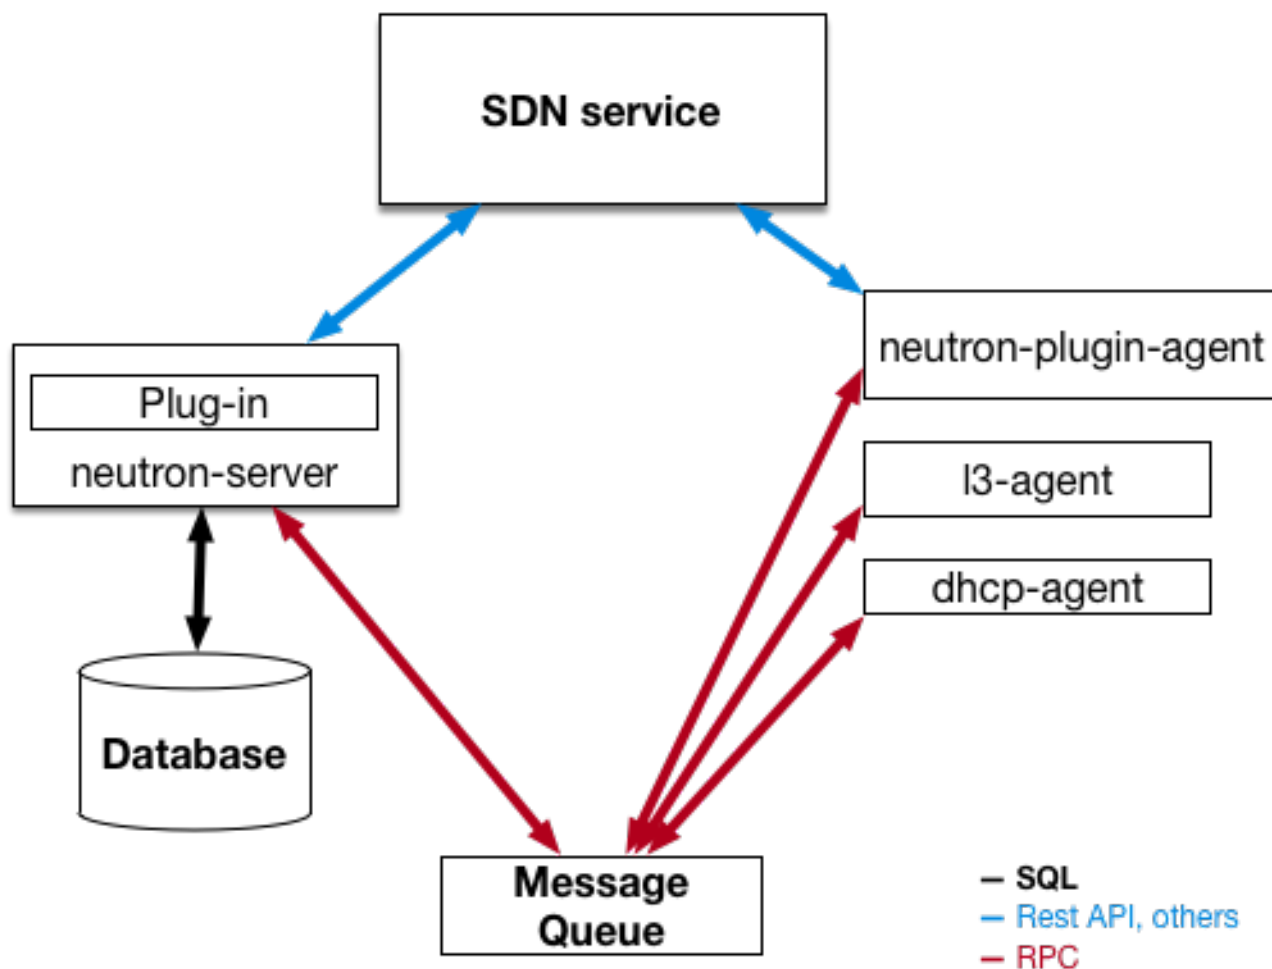 SDN service
neutron-plugin-agent
Plug-in
neutron-server
l3-agent
dhcp-agent
Database
Message
Queue
SQL
Rest API, others
RPC